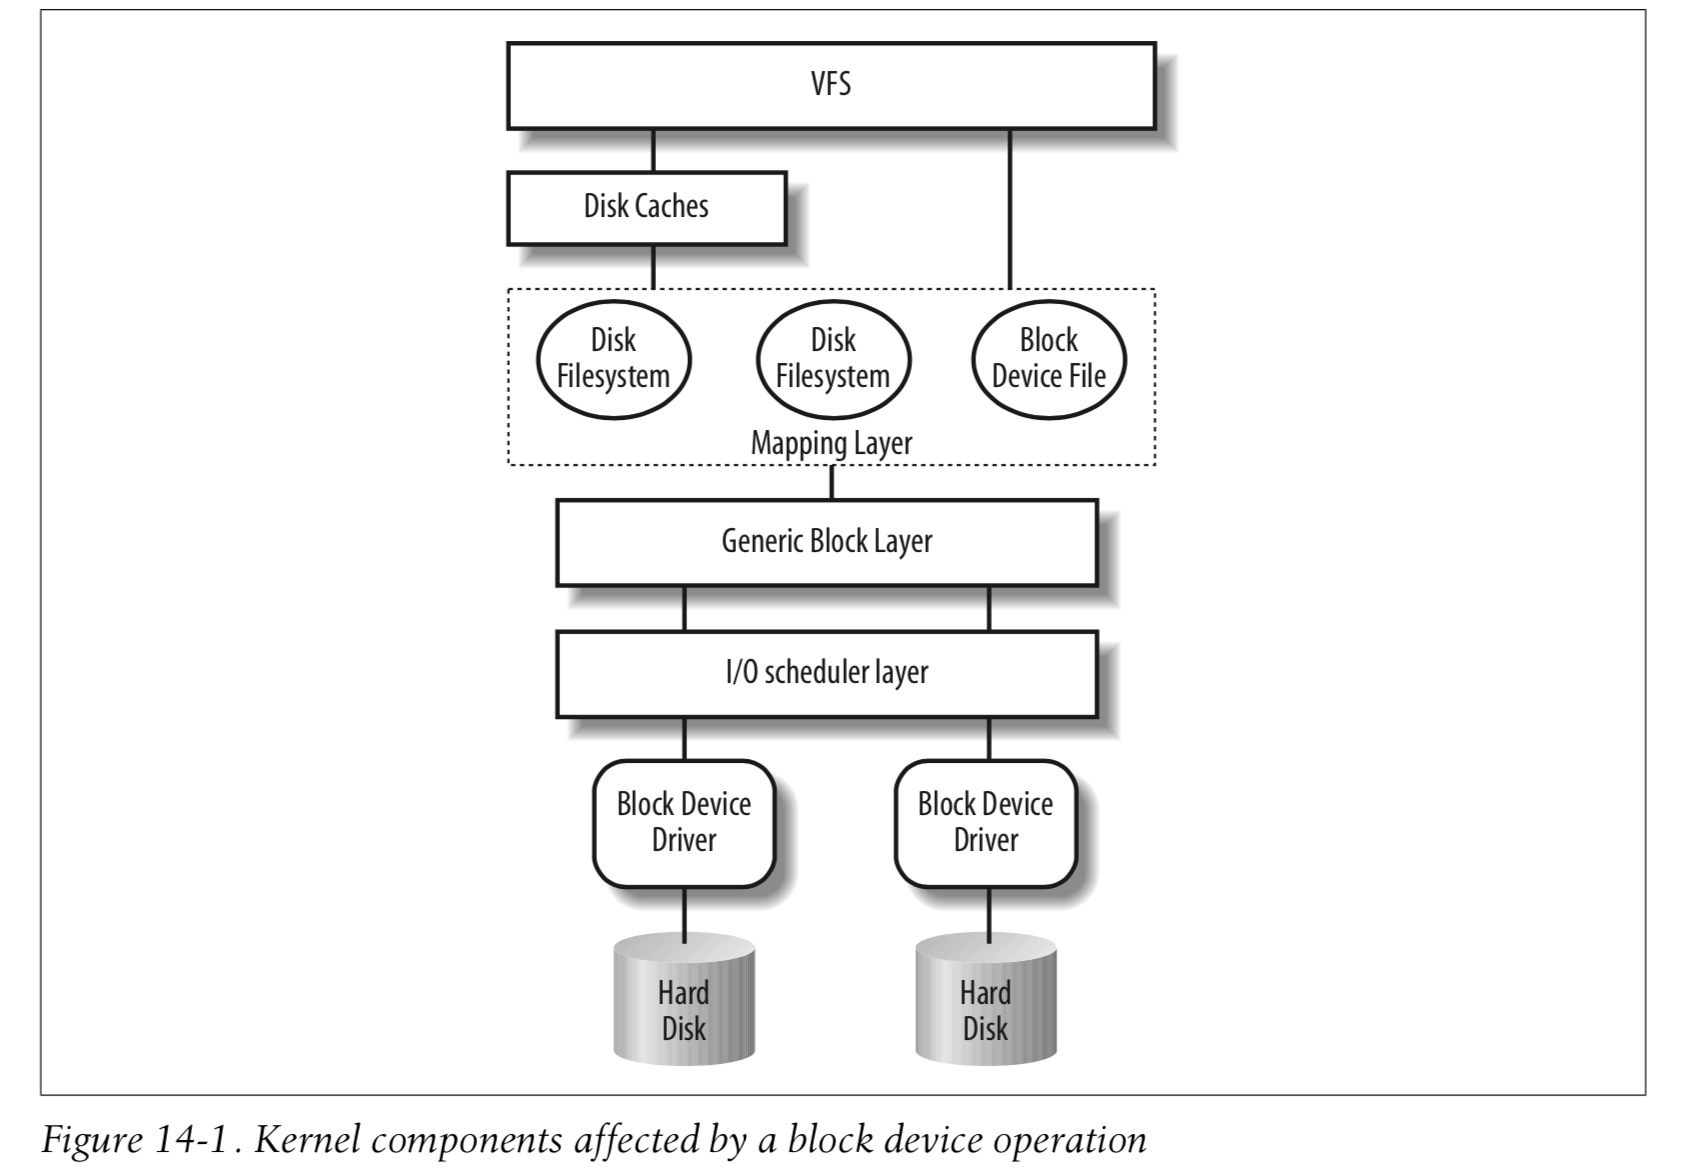 VFS
Disk Caches
Disk
Filesystem
Disk
Filesystem
Block
Device File
Mapping Layer
Generic Block Layer
I/O scheduler layer
Block Device
Driver
Block Device
Driver
Hard
Disk
Hard
Disk
Figure 14-1. Kernel components affected by a block device operation